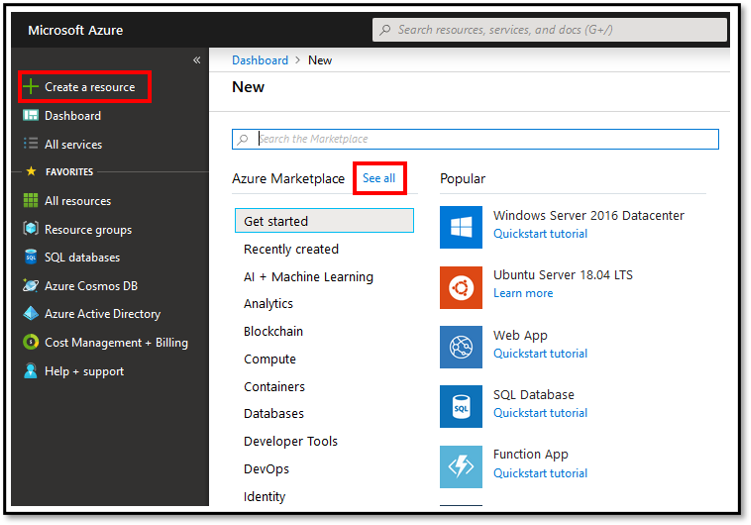 Microsoft Azure
Search resources, services, and docs (G+/)
«
Create a resource
Dashboard
All services
FAVORITES
All resources
Resource groups
SQL databases
Azure Cosmos DB
Azure Active Directory
Cost Management + Billing
Help + support
Dashboard > New
New
Search the Marketplace
Azure Marketplace See all
Get started
Recently created
AI + Machine Learning
Analytics
Blockchain
Compute
Containers
Databases
Developer Tools
DevOps
Identity
Popular
Windows Server 2016 Datacenter
Quickstart tutorial
Ubuntu Server 18.04 LTS
Learn more
Web App
Quickstart tutorial
SQL
SQL Database
Quickstart tutorial
Function App
Quickstart tutorial